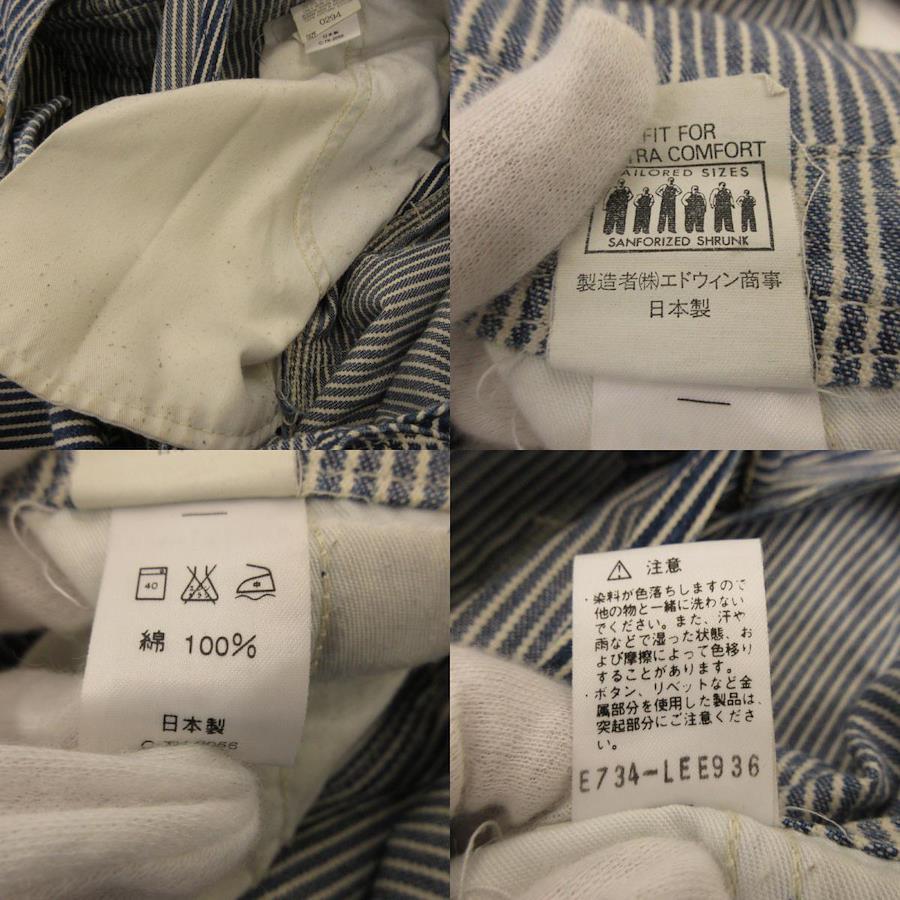 0294
日本製
FIT FOR
TRA COMFORT
AILORED SIZES
SANFORIZED SHRUNK
製造者㈱エドウィン商事
日本製
40
中
綿 100%
日本製
注意
・染料が色落ちしますので
他の物と一緒に洗わない
でください。また、汗や
雨などで湿った状態、お
よび摩擦によって色移り
することがあります。
・ボタン、リベットなど金
属部分を使用した製品は、
突起部分にご注意くださ
い。
E734-LEE936